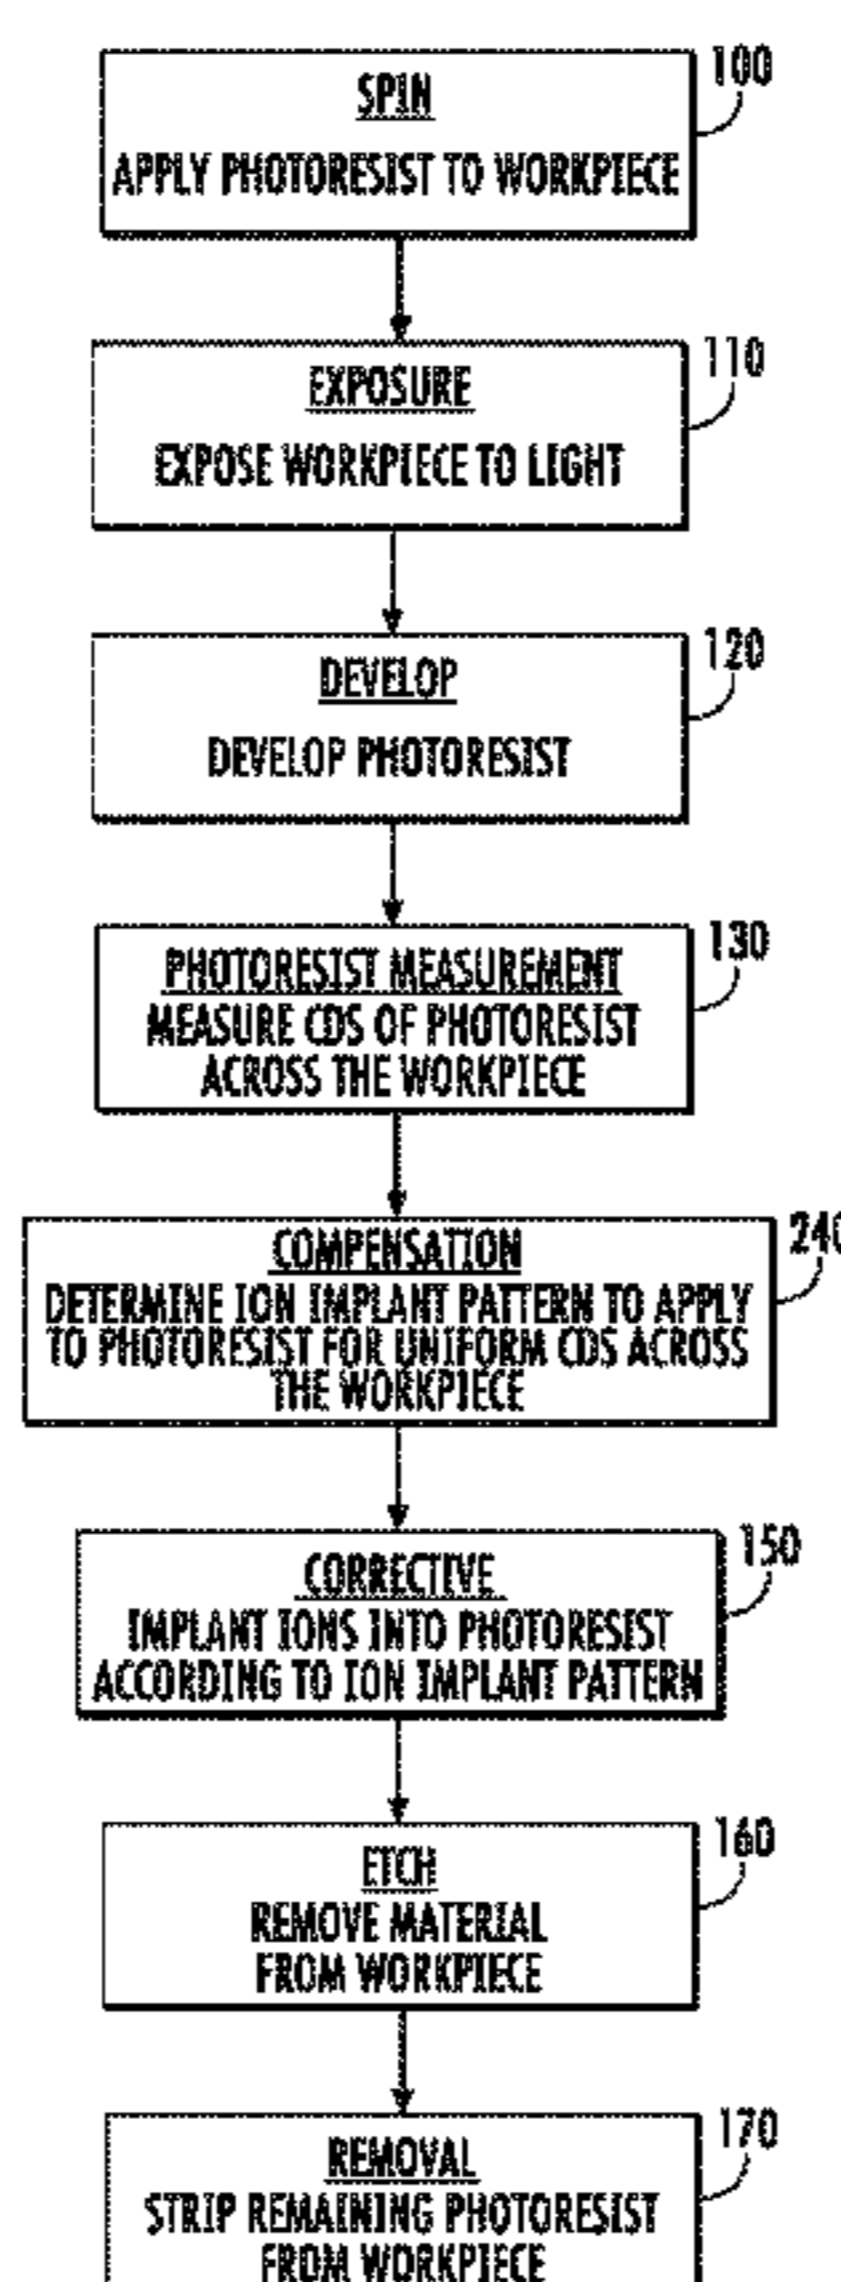 100
SPIN
APPLY PHOTORESIST TO WORKPIECE
110
EXPOSURE
EXPOSE WORKPIECE TO LIGHT
120
DEVELOP
DEVELOP PHOTORESIST
130
PHOTORESIST MEASUREMENT
MEASURE CDS OF PHOTORESIST
ACROSS THE WORKPIECE
240
COMPENSATION
DETERMINE ION IMPLANT PATTERN TO APPLY
TO PHOTORESIST FOR UNIFORM CDS ACROSS
THE WORKPIECE
150
CORRECTIVE
IMPLANT IONS INTO PHOTORESIST
ACCORDING TO ION IMPLANT PATTERN
160
ETCH
REMOVE MATERIAL
FROM WORKPIECE
170
REMOVAL
STRIP REMAINING PHOTORESIST
FROM WORKPIECE